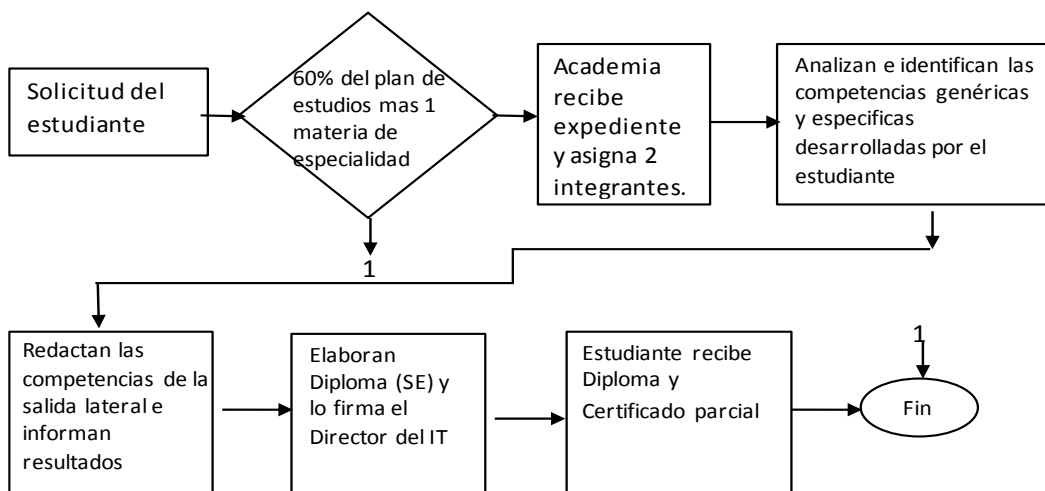 Solicitud del
estudiante
60% del plan de
estudios mas 1
materia de
especialidad
Academia
recibe
expediente
y asigna 2
integrantes.
Analizan e identifican las
competencias genéricas
y especificas
desarrolladas por el
estudiante
1
Redactan las
competencias de la
salida lateral e
informan
resultados
Elaboran
Diploma (SE) y
lo firma el
Director del IT
Estudiante recibe
Diploma y
Certificado parcial
1
Fin